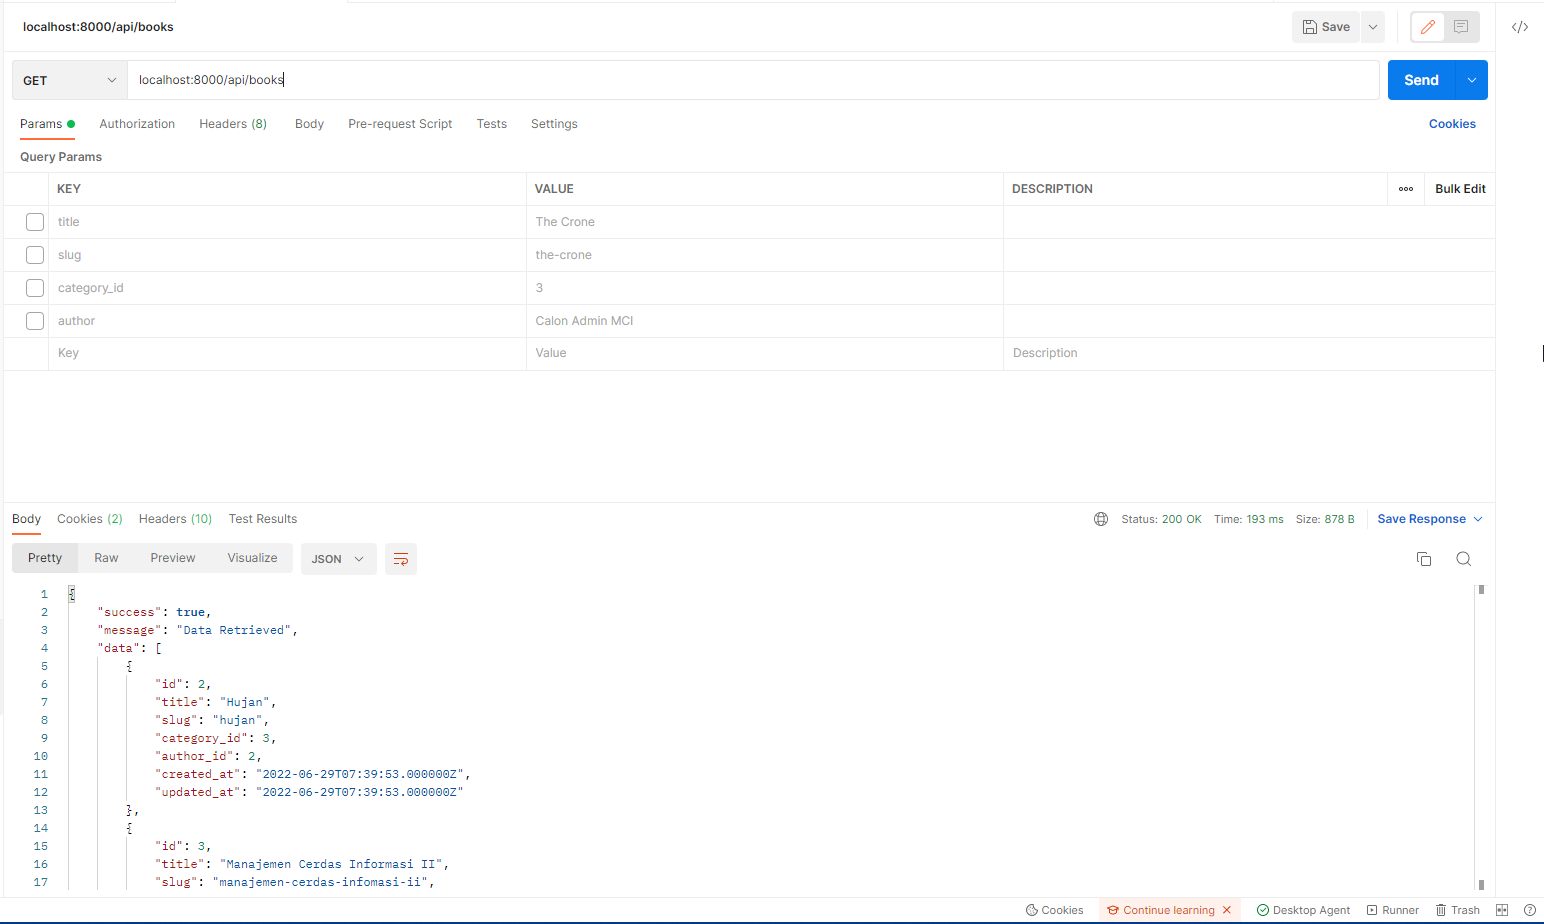 localhost:8000/api/books
Save
GET
localhost:8000/api/books
Send
Params Authorization Headers (8) Body Pre-request Script Tests Settings Cookies
Query Params
KEY VALUE DESCRIPTION ooo Bulk Edit
title The Crone
slug the-crone
category_id 3
author Calon Admin MCI
Key Value Description
Body Cookies (2) Headers (10) Test Results Status: 200 OK Time: 193 ms Size: 878 B Save Response
Pretty Raw Preview Visualize JSON
1 {
2 "success": true,
3 "message": "Data Retrieved",
4 "data": [
5 {
6 "id": 2,
7 "title": "Hujan",
8 "slug": "hujan",
9 "category_id": 3,
10 "author_id": 2,
11 "created_at": "2022-06-29T07:39:53.000000Z",
12 "updated_at": "2022-06-29T07:39:53.000000Z"
13 },
14 {
15 "id": 3,
16 "title": "Manajemen Cerdas Informasi II",
17 "slug": "manajemen-cerdas-infomasi-ii",
Cookies Continue learning Desktop Agent Runner Trash